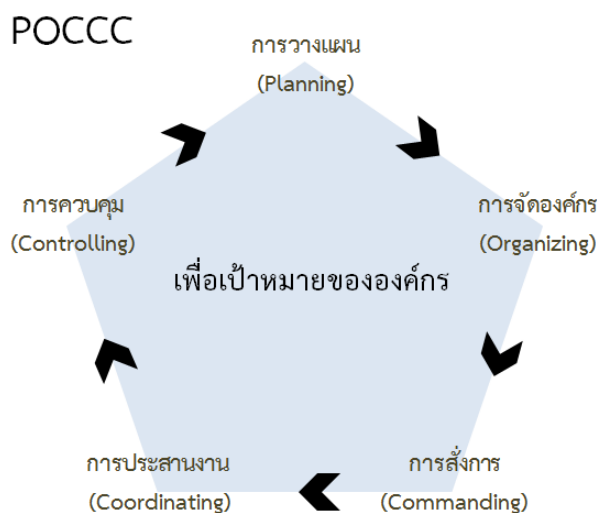 POCCC
การวางแผน
(Planning)
การควบคุม
(Controlling)
การจัดองค์กร
(Organizing)
เพื่อเป้าหมายขององค์กร
การประสานงาน
(Coordinating)
การสั่งการ
(Commanding)